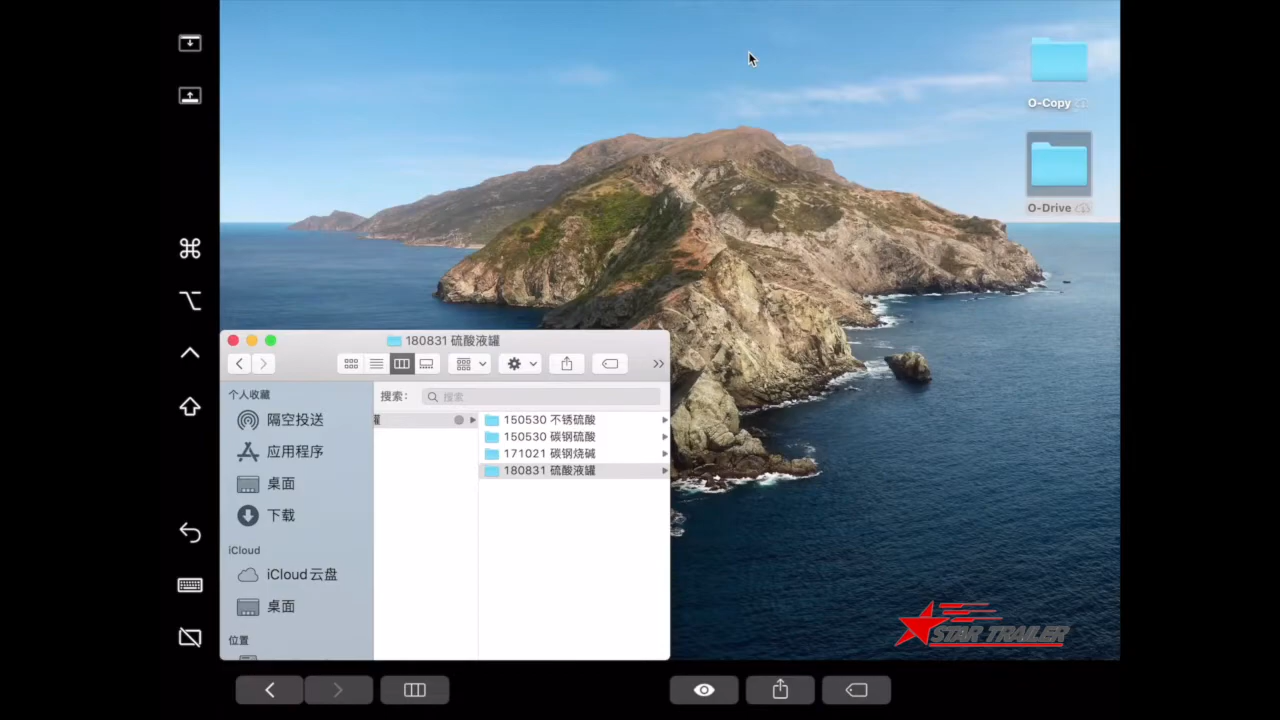 O-Copy
O-Drive
180831 硫酸液罐
个人收藏
隔空投送
应用程序
桌面
下载
iCloud
iCloud 云盘
桌面
位置
搜索:
搜索
罐
150530 不锈硫酸
150530 碳钢硫酸
171021 碳钢烧碱
180831 硫酸液罐
STAR TRAILER